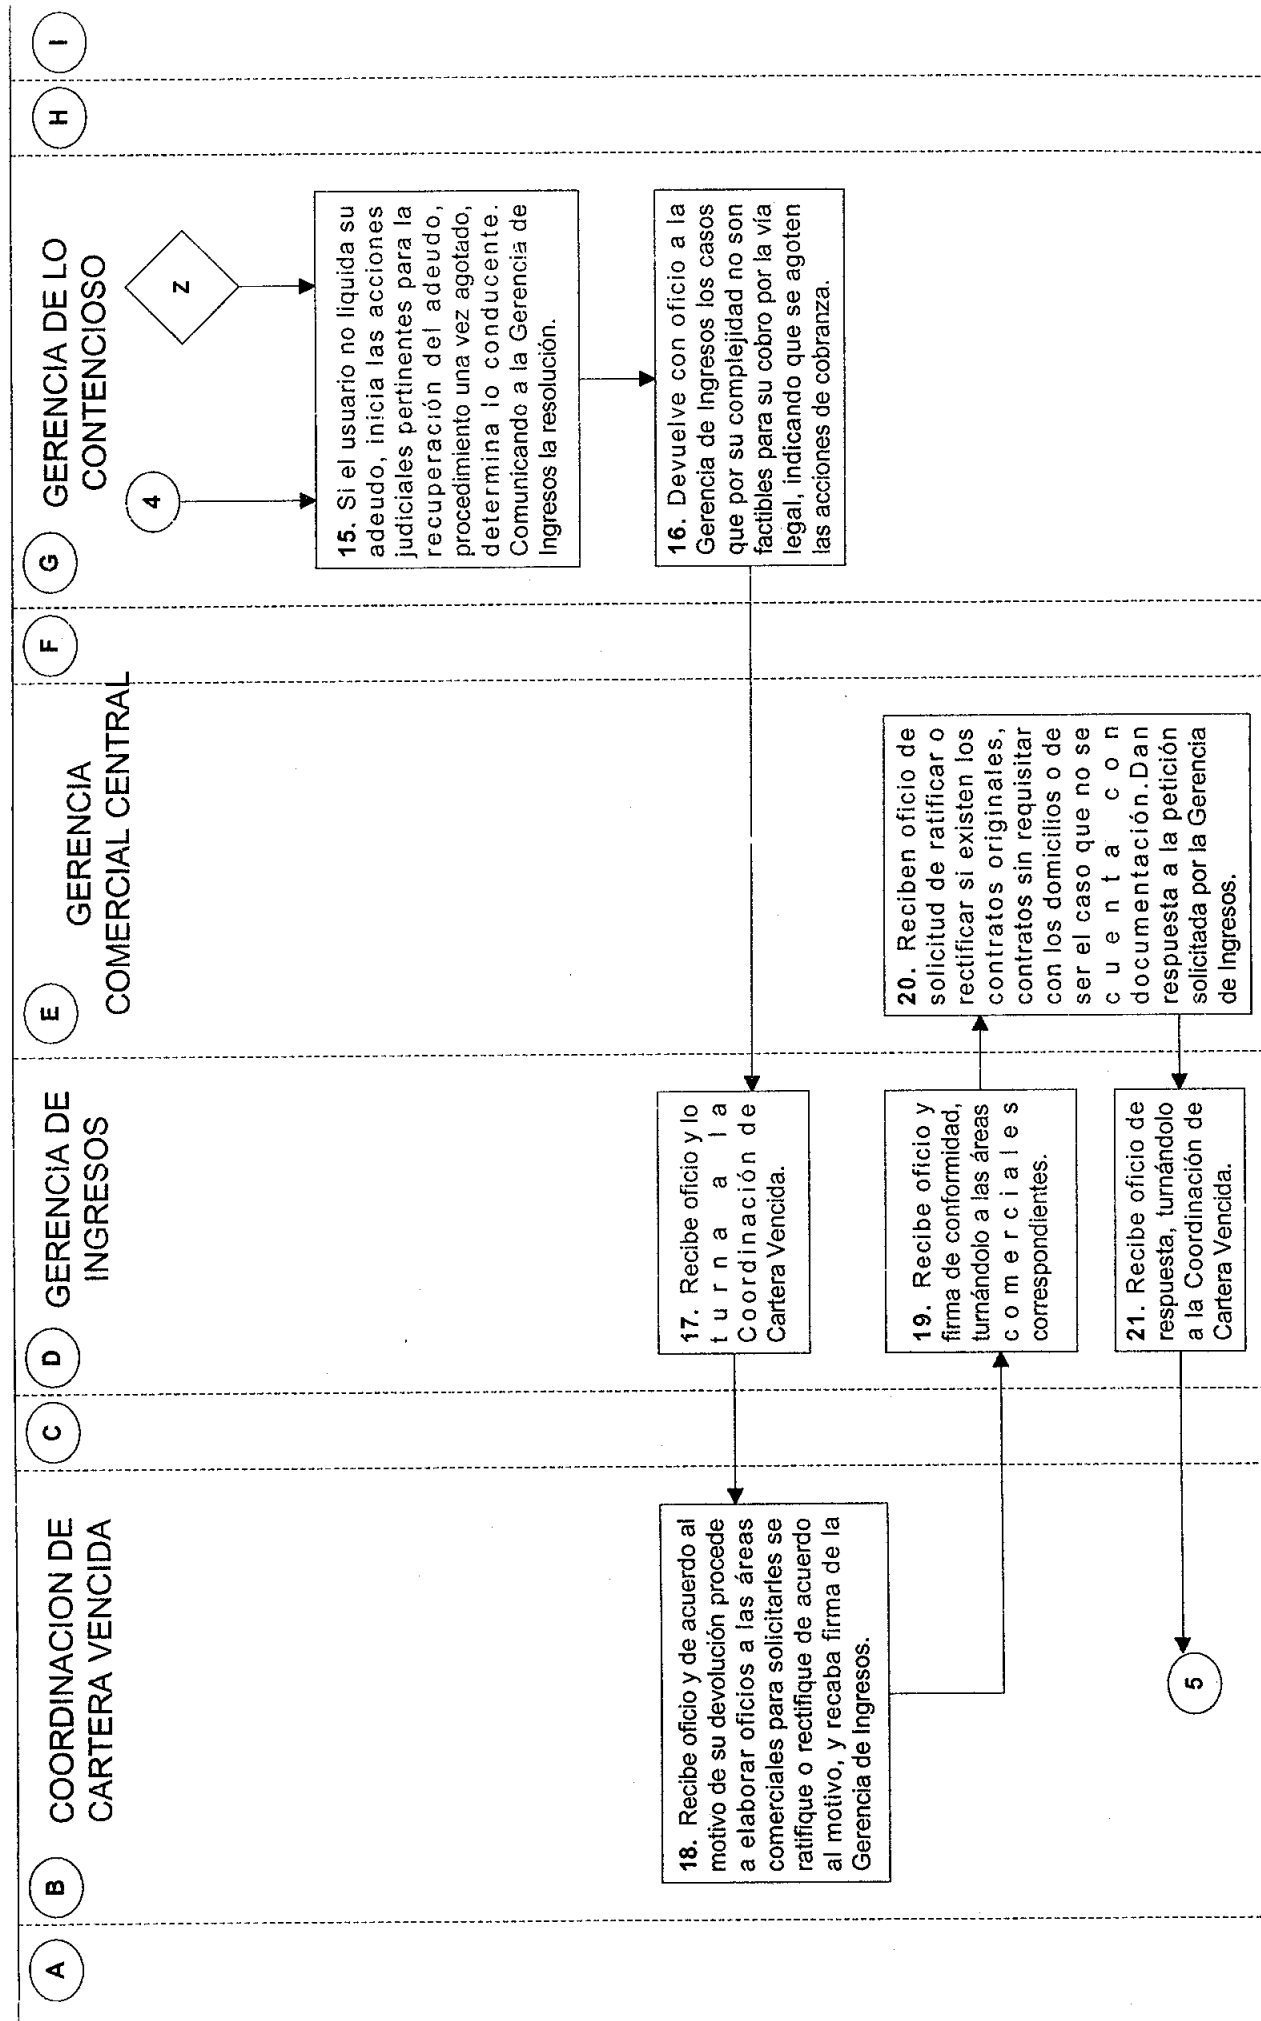 A
B
COORDINACION DE
CARTERA VENCIDA
C
D
GERENCIA DE
INGRESOS
E
GERENCIA
COMERCIAL CENTRAL
F
G
GERENCIA DE LO
CONTENCIOSO
H
I
4
Z
15. Si el usuario no liquida su
adeudo, inicia las acciones
judiciales pertinentes para la
recuperación del adeudo,
procedimiento una vez agotado,
determina lo conducente.
Comunicando a la Gerencia de
Ingresos la resolución.
16. Devuelve con oficio a la
Gerencia de Ingresos los casos
que por su complejidad no son
factibles para su cobro por la vía
legal, indicando que se agoten
las acciones de cobranza.
17. Recibe oficio y lo
turna a la
Coordinación de
Cartera Vencida.
18. Recibe oficio y de acuerdo al
motivo de su devolución procede
a elaborar oficios a las áreas
comerciales para solicitarles se
ratifique o rectifique de acuerdo
al motivo, y recaba firma de la
Gerencia de Ingresos.
19. Recibe oficio y
firma de conformidad,
turnándolo a las áreas
comerciales
correspondientes.
20. Reciben oficio de
solicitud de ratificar o
rectificar si existen los
contratos originales,
contratos sin requisitar
con los domicilios o de
ser el caso que no se
cuenta con
documentación.Dan
respuesta a la petición
solicitada por la Gerencia
de Ingresos.
21. Recibe oficio de
respuesta, turnándolo
a la Coordinación de
Cartera Vencida.
5